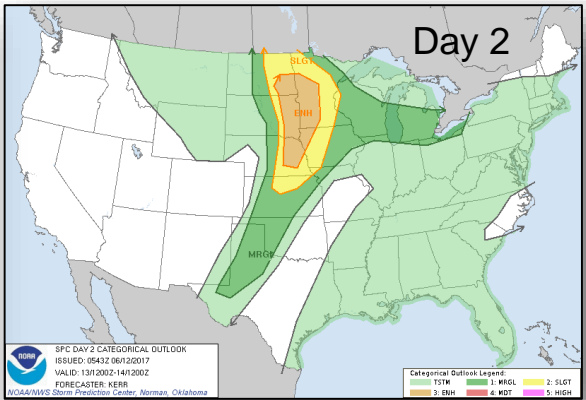 Day 2
SLGT
ENH
MRGL
SPC DAY 2 CATEGORICAL OUTLOOK
ISSUED: 0543Z 06/12/2017
VALID: 13/1200Z-14/1200Z
FORECASTER: KERR
NOAA/NWS Storm Prediction Center, Norman, Oklahoma
NOAA
Categorical Outlook Legend:
TSTM 1: MRGL 2: SLGT
3: ENH 4: MDT 5: HIGH